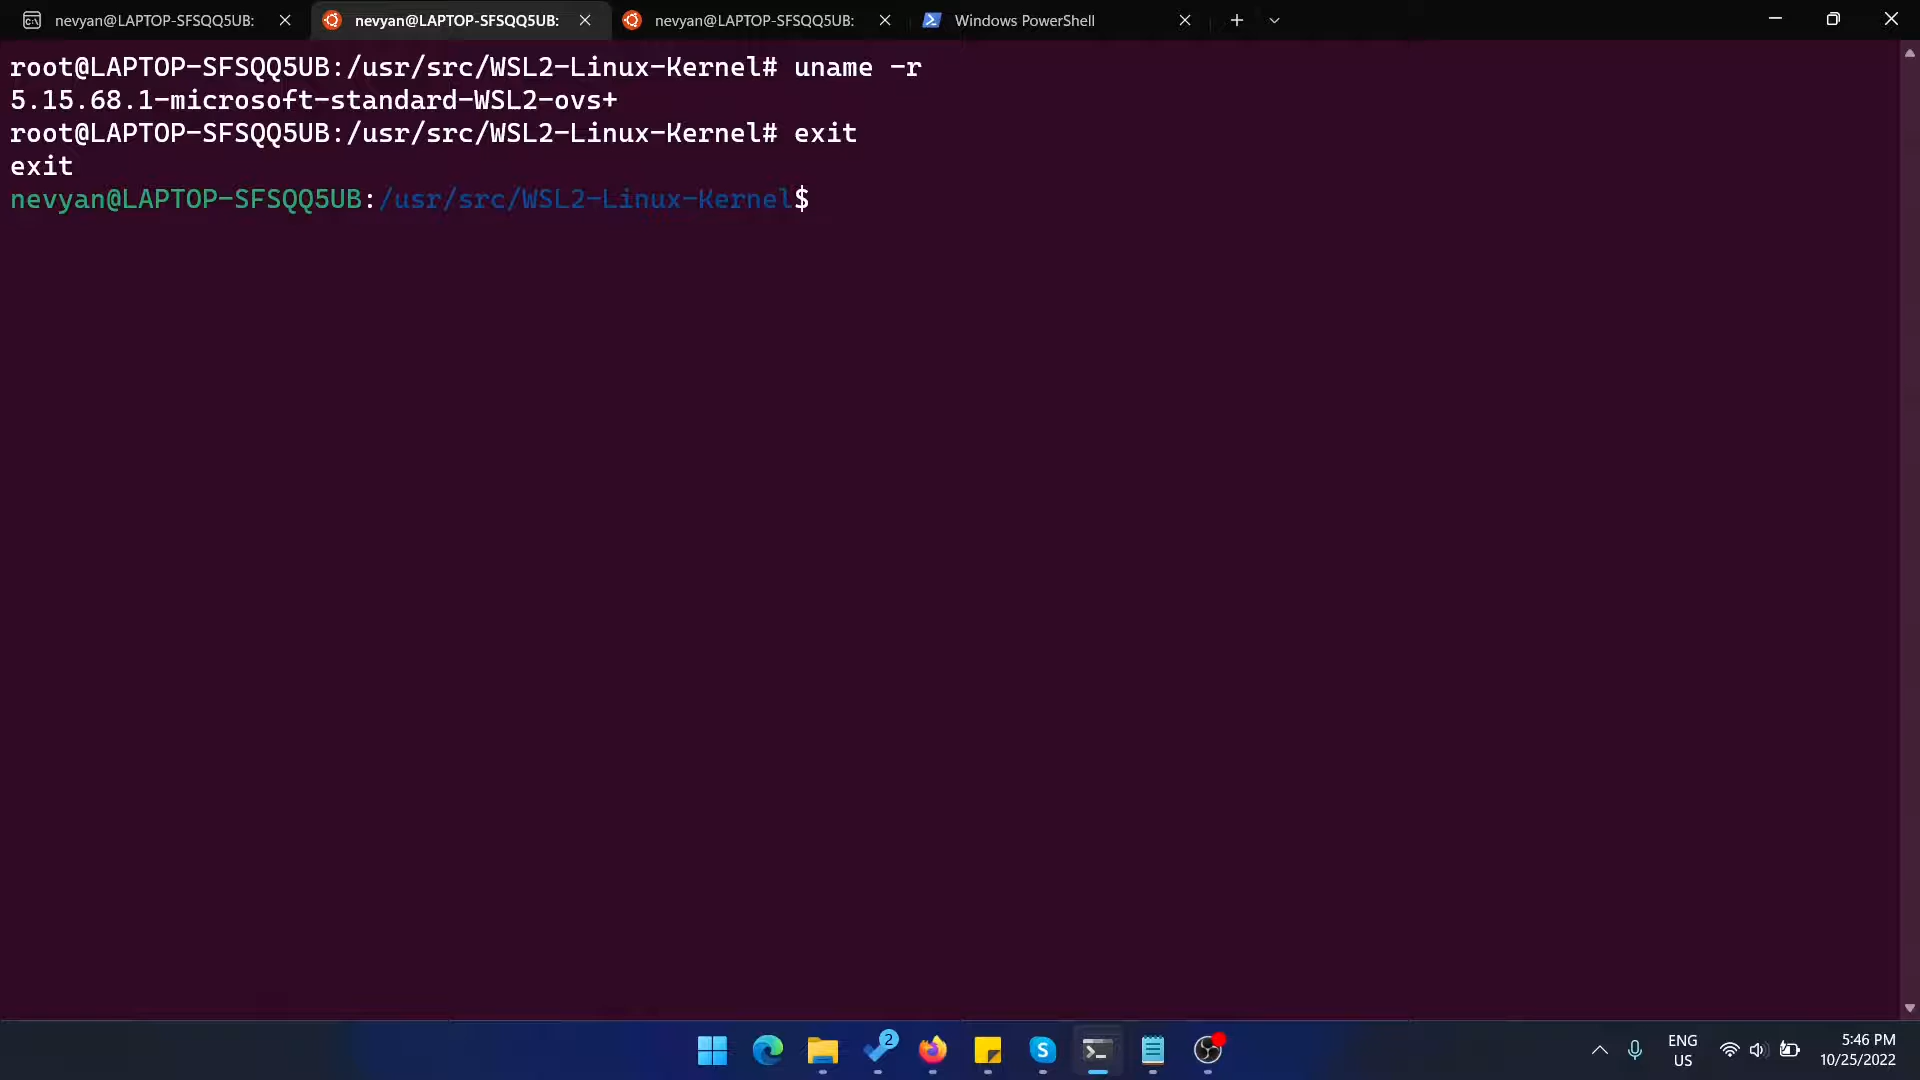 nevyan@LAPTOP-SFSQQ5UB: nevyan@LAPTOP-SFSQQ5UB: nevyan@LAPTOP-SFSQQ5UB: Windows PowerShell
root@LAPTOP-SFSQQ5UB:/usr/src/WSL2-Linux-Kernel# uname -r
5.15.68.1-microsoft-standard-WSL2-ovs+
root@LAPTOP-SFSQQ5UB:/usr/src/WSL2-Linux-Kernel# exit
exit
nevyan@LAPTOP-SFSQQ5UB:/usr/src/WSL2-Linux-Kernel$
2
S
ENG
US
5:46 PM
10/25/2022